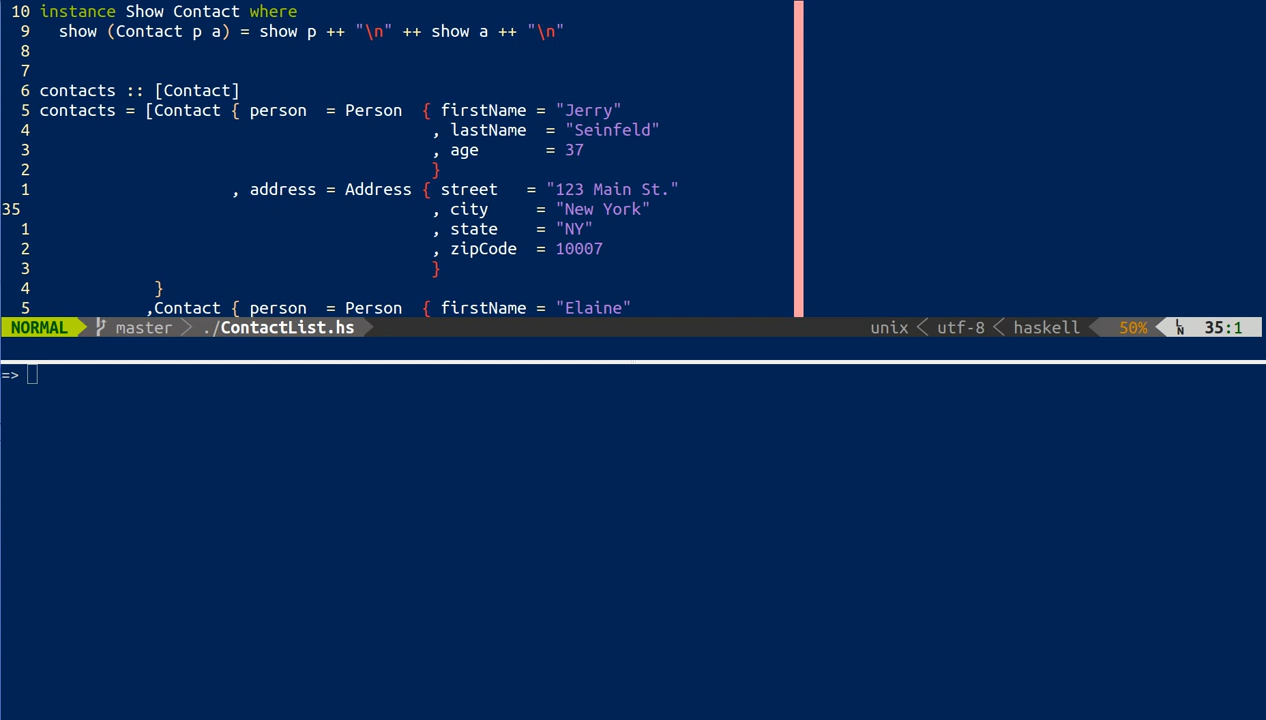 10 instance Show Contact where
9   show (Contact p a) = show p ++ "\n" ++ show a ++ "\n"
8
7
6 contacts :: [Contact]
5 contacts = [Contact { person  = Person  { firstName = "Jerry"
4                                         , lastName  = "Seinfeld"
3                                         , age       = 37
2                                         }
1                     , address = Address { street   = "123 Main St."
35                                         , city     = "New York"
1                                         , state    = "NY"
2                                         , zipCode  = 10007
3                                         }
4             }
5            ,Contact { person  = Person  { firstName = "Elaine"
NORMAL master ./ContactList.hs unix utf-8 haskell 50% LN 35:1
=>